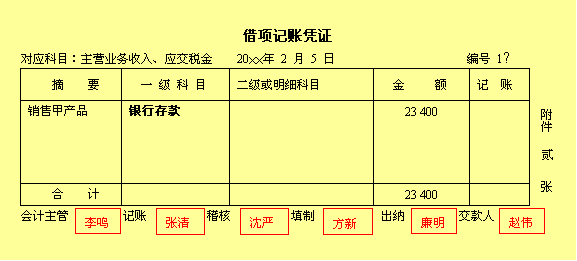 借项记账凭证
对应科目：主营业务收入、应交税金 20××年 2 月 5 日 编号 1?
摘 要 一 级 科 目 二级或明细科目 金 额 记 账
销售甲产品 银行存款 23 400
合 计 23 400
附件 贰 张
会计主管 李鸣 记账 张清 稽核 沈严 填制 方新 出纳 廉明 交款人 赵伟